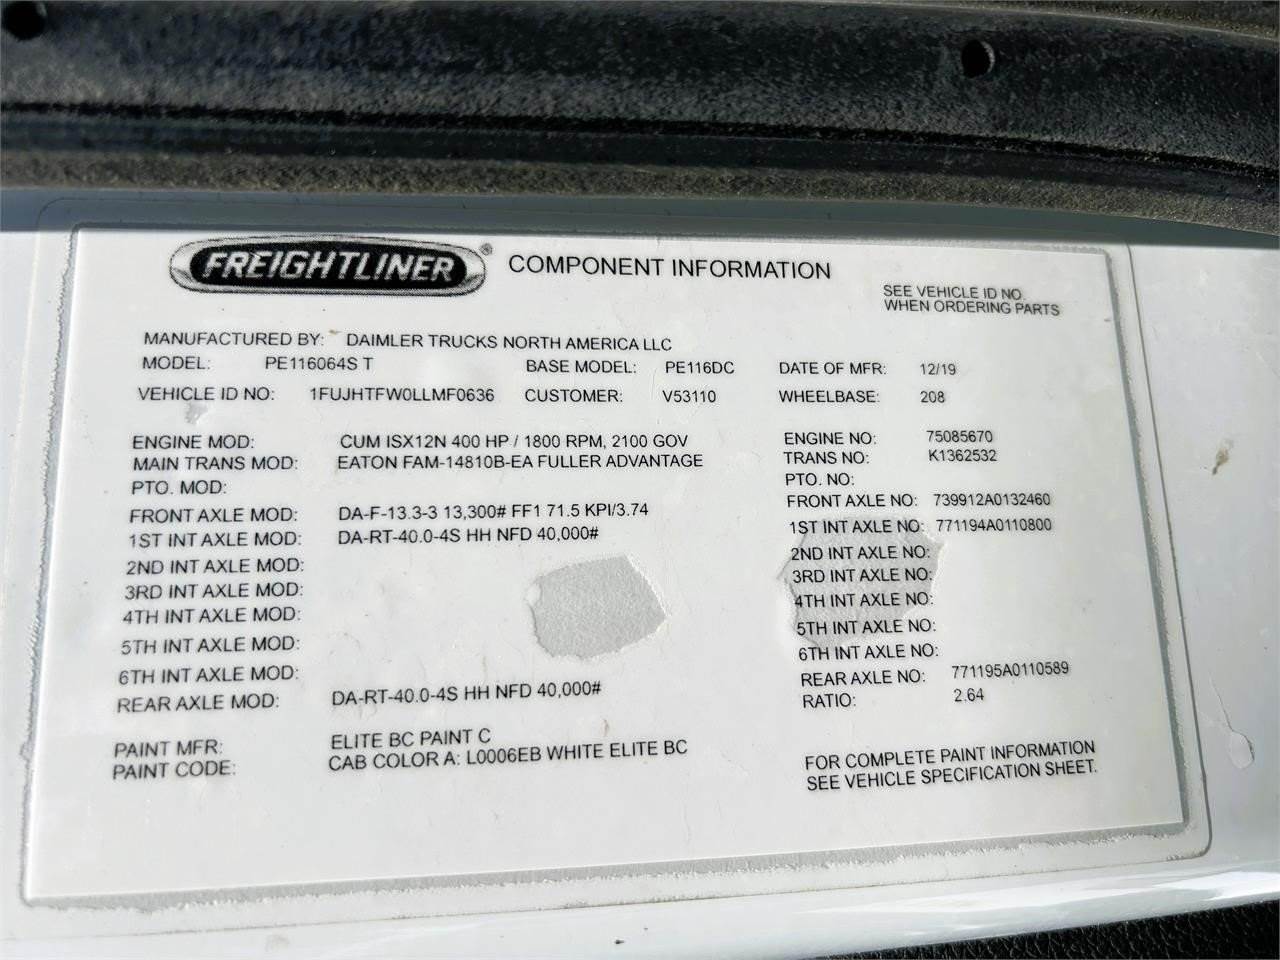 FREIGHTLINER® COMPONENT INFORMATION
SEE VEHICLE ID NO.
WHEN ORDERING PARTS
MANUFACTURED BY: DAIMLER TRUCKS NORTH AMERICA LLC
MODEL: PE116064S T BASE MODEL: PE116DC DATE OF MFR: 12/19
VEHICLE ID NO: 1FUJHTFW0LLMF0636 CUSTOMER: V53110 WHEELBASE: 208
ENGINE MOD: CUM ISX12N 400 HP / 1800 RPM, 2100 GOV ENGINE NO: 75085670
MAIN TRANS MOD: EATON FAM-14810B-EA FULLER ADVANTAGE TRANS NO: K1362532
PTO. MOD: PTO. NO:
FRONT AXLE MOD: DA-F-13.3-3 13,300# FF1 71.5 KPI/3.74 FRONT AXLE NO: 739912A0132460
1ST INT AXLE MOD: DA-RT-40.0-4S HH NFD 40,000# 1ST INT AXLE NO: 771194A0110800
2ND INT AXLE MOD: 2ND INT AXLE NO:
3RD INT AXLE MOD: 3RD INT AXLE NO:
4TH INT AXLE MOD: 4TH INT AXLE NO:
5TH INT AXLE MOD: 5TH INT AXLE NO:
6TH INT AXLE MOD: 6TH INT AXLE NO:
REAR AXLE MOD: DA-RT-40.0-4S HH NFD 40,000# REAR AXLE NO: 771195A0110589
RATIO: 2.64
PAINT MFR: ELITE BC PAINT C
PAINT CODE: CAB COLOR A: L0006EB WHITE ELITE BC
FOR COMPLETE PAINT INFORMATION
SEE VEHICLE SPECIFICATION SHEET.